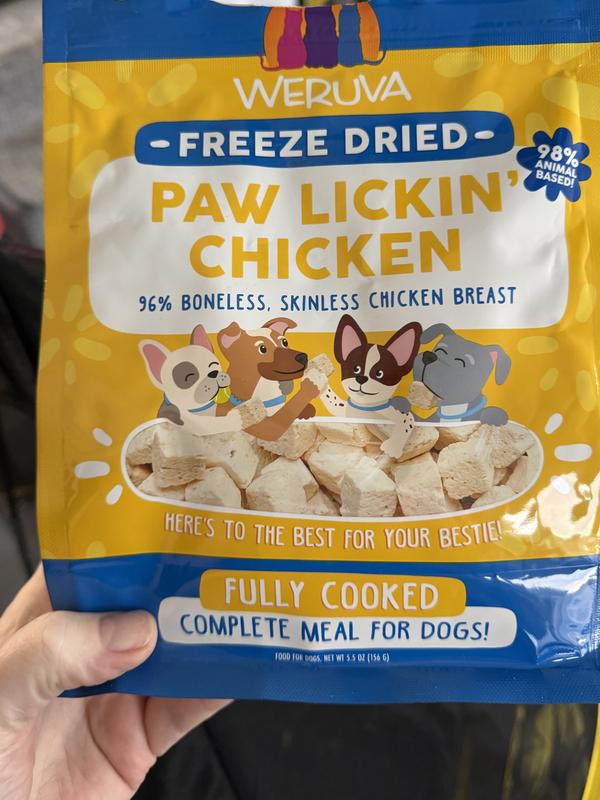 WERUVA
- FREEZE DRIED -
98%
ANIMAL
BASED!
PAW LICKIN'
CHICKEN
96% BONELESS, SKINLESS CHICKEN BREAST
HERE'S TO THE BEST FOR YOUR BESTIE!
FULLY COOKED
COMPLETE MEAL FOR DOGS!
FOOD FOR DOGS, NET WT 5.5 OZ (156 G)